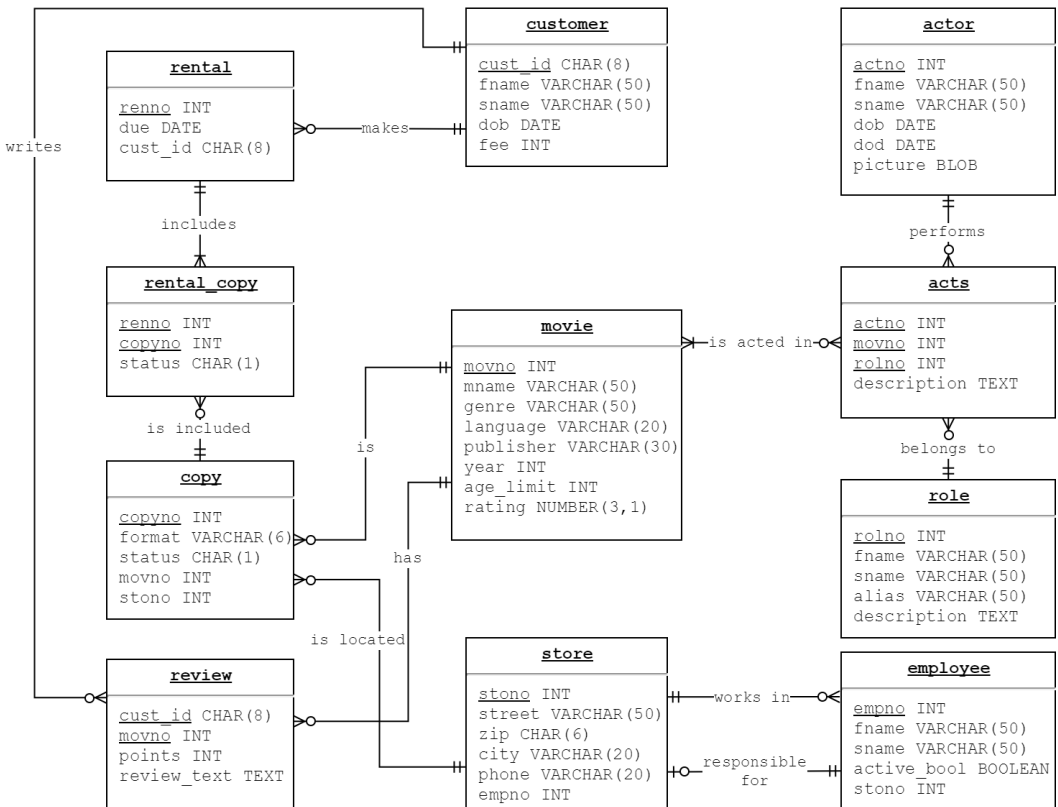 customer
cust_id CHAR(8)
fname VARCHAR(50)
sname VARCHAR(50)
dob DATE
fee INT
actor
actno INT
fname VARCHAR(50)
sname VARCHAR(50)
dob DATE
dod DATE
picture BLOB
rental
renno INT
due DATE
cust_id CHAR(8)
makes
writes
includes
performs
rental_copy
renno INT
copyno INT
status CHAR(1)
movie
movno INT
mname VARCHAR(50)
genre VARCHAR(50)
language VARCHAR(20)
publisher VARCHAR(30)
year INT
age_limit INT
rating NUMBER(3,1)
is acted in
acts
actno INT
movno INT
rolno INT
description TEXT
is included
is
belongs to
copy
copyno INT
format VARCHAR(6)
status CHAR(1)
movno INT
stono INT
has
role
rolno INT
fname VARCHAR(50)
sname VARCHAR(50)
alias VARCHAR(50)
description TEXT
is located
review
cust_id CHAR(8)
movno INT
points INT
review_text TEXT
store
stono INT
street VARCHAR(50)
zip CHAR(6)
city VARCHAR(20)
phone VARCHAR(20)
empno INT
works in
responsible
for
employee
empno INT
fname VARCHAR(50)
sname VARCHAR(50)
active_bool BOOLEAN
stono INT